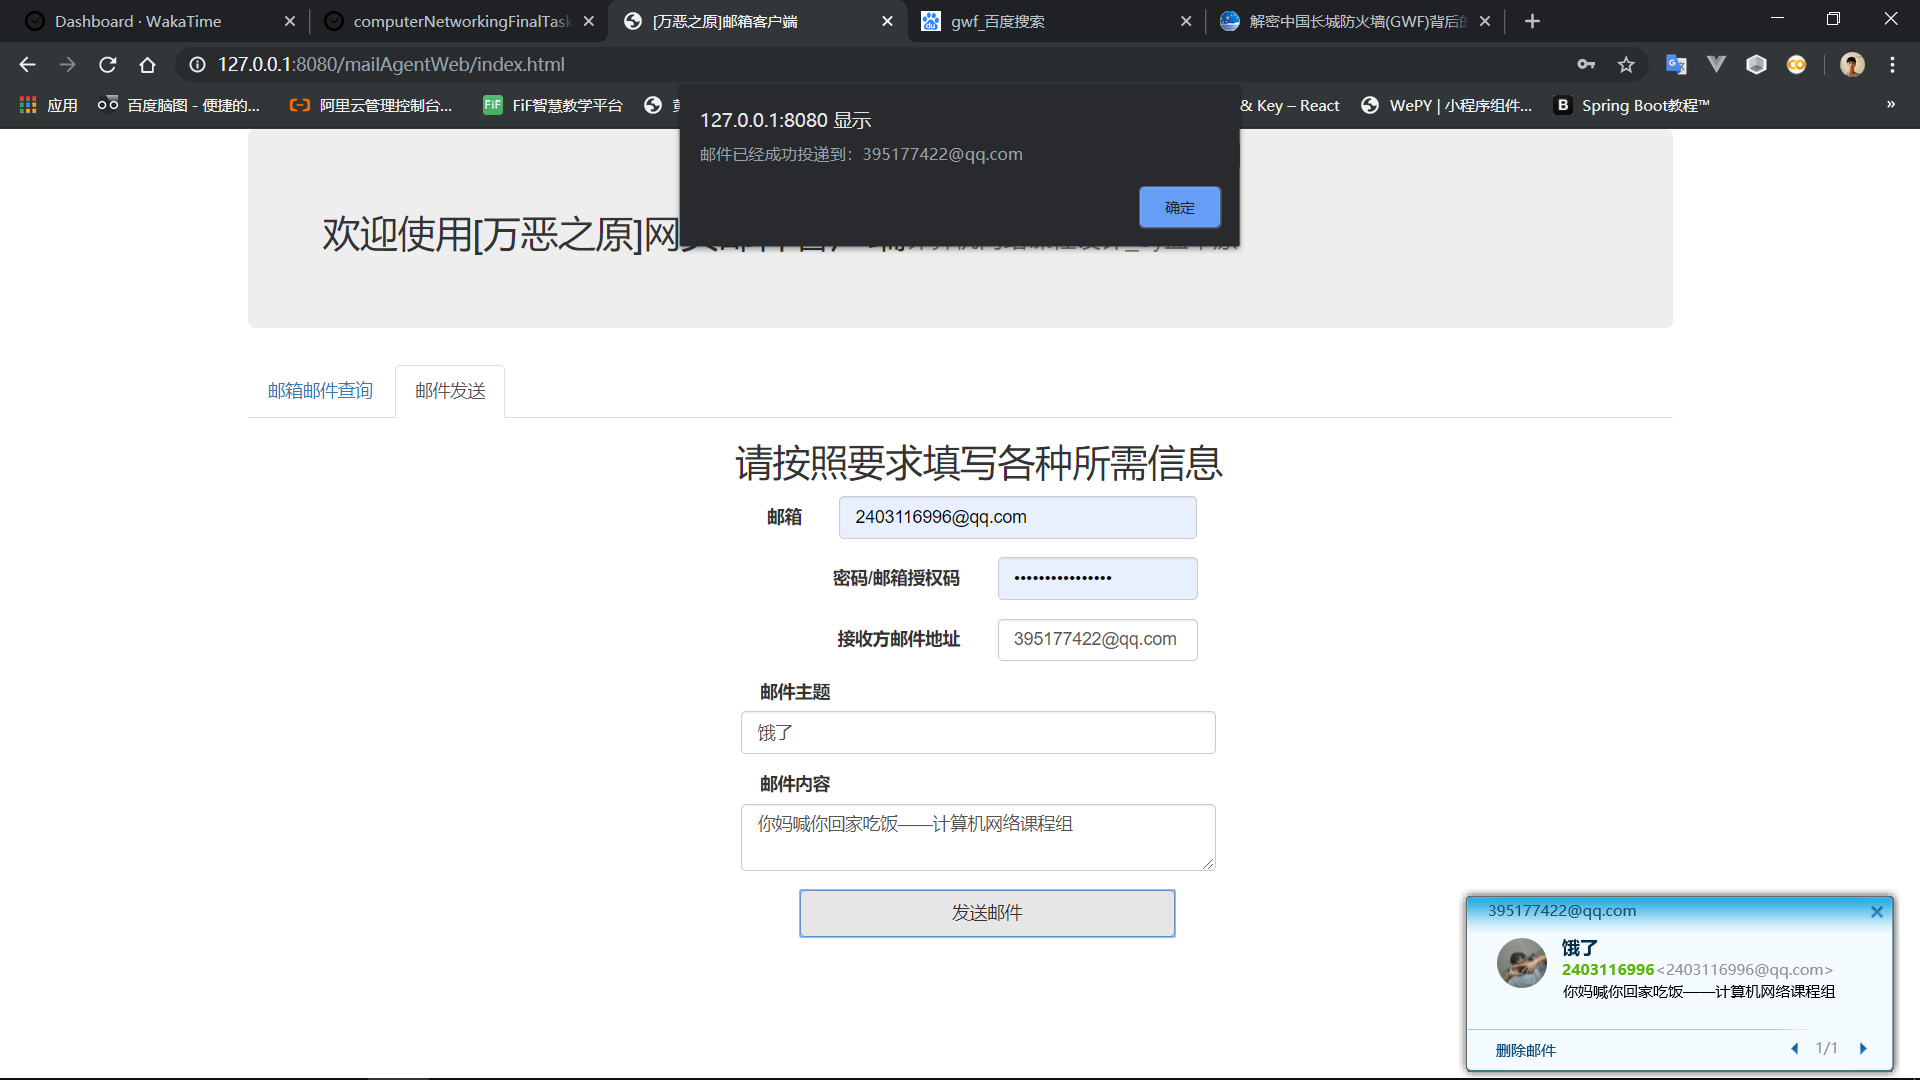 Dashboard · WakaTime
computerNetworkingFinalTask
[万恶之原]邮箱客户端
gwf_百度搜索
解密中国长城防火墙(GWF)背后的
127.0.0.1:8080/mailAgentWeb/index.html
应用
百度脑图 - 便捷的...
阿里云管理控制台...
FiF FiF智慧教学平台
& Key – React
WePY | 小程序组件...
B Spring Boot教程™
»
127.0.0.1:8080 显示
邮件已经成功投递到：395177422@qq.com
确定
欢迎使用[万恶之原]网
邮箱邮件查询
邮件发送
请按照要求填写各种所需信息
邮箱
2403116996@qq.com
密码/邮箱授权码
••••••••••••••••
接收方邮件地址
395177422@qq.com
邮件主题
饿了
邮件内容
你妈喊你回家吃饭——计算机网络课程组
发送邮件
395177422@qq.com
饿了
2403116996<2403116996@qq.com>
你妈喊你回家吃饭——计算机网络课程组
删除邮件
1/1